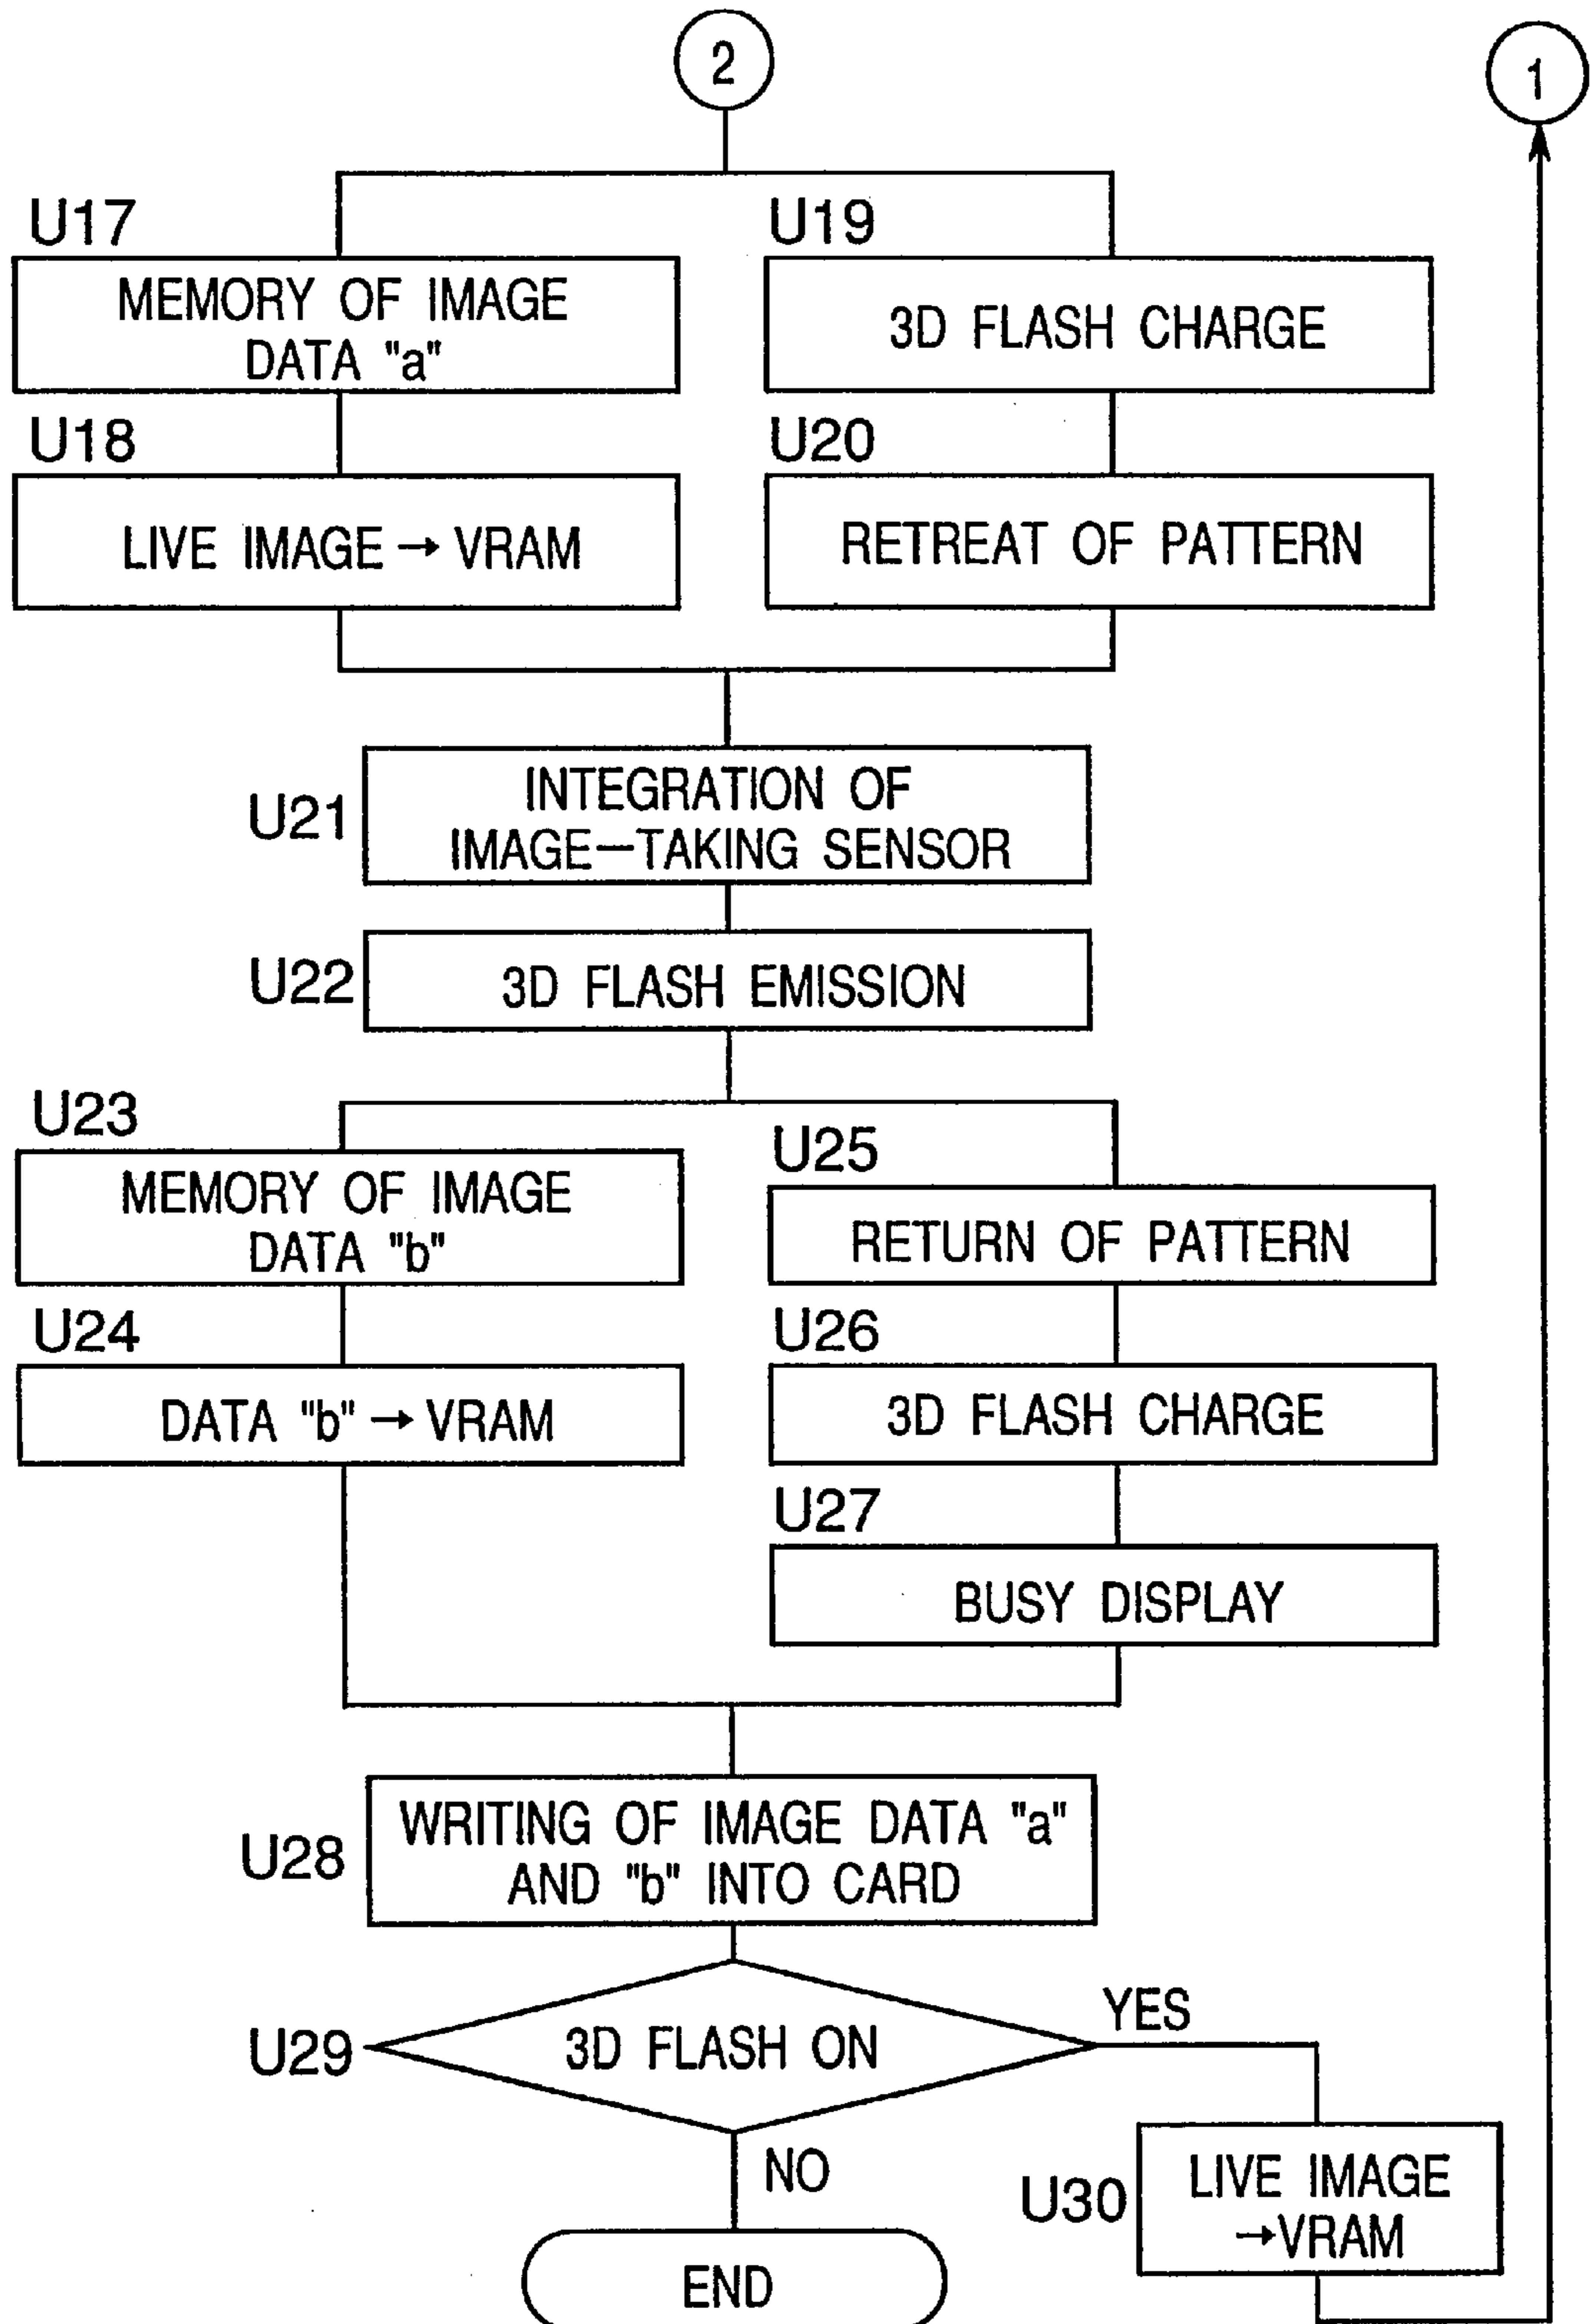 2
1
U17
MEMORY OF IMAGE
DATA "a"
U19
3D FLASH CHARGE
U18
LIVE IMAGE → VRAM
U20
RETREAT OF PATTERN
U21
INTEGRATION OF
IMAGE—TAKING SENSOR
U22
3D FLASH EMISSION
U23
MEMORY OF IMAGE
DATA "b"
U25
RETURN OF PATTERN
U24
DATA "b" → VRAM
U26
3D FLASH CHARGE
U27
BUSY DISPLAY
U28
WRITING OF IMAGE DATA "a"
AND "b" INTO CARD
U29
3D FLASH ON
YES
NO
U30
LIVE IMAGE
→VRAM
END